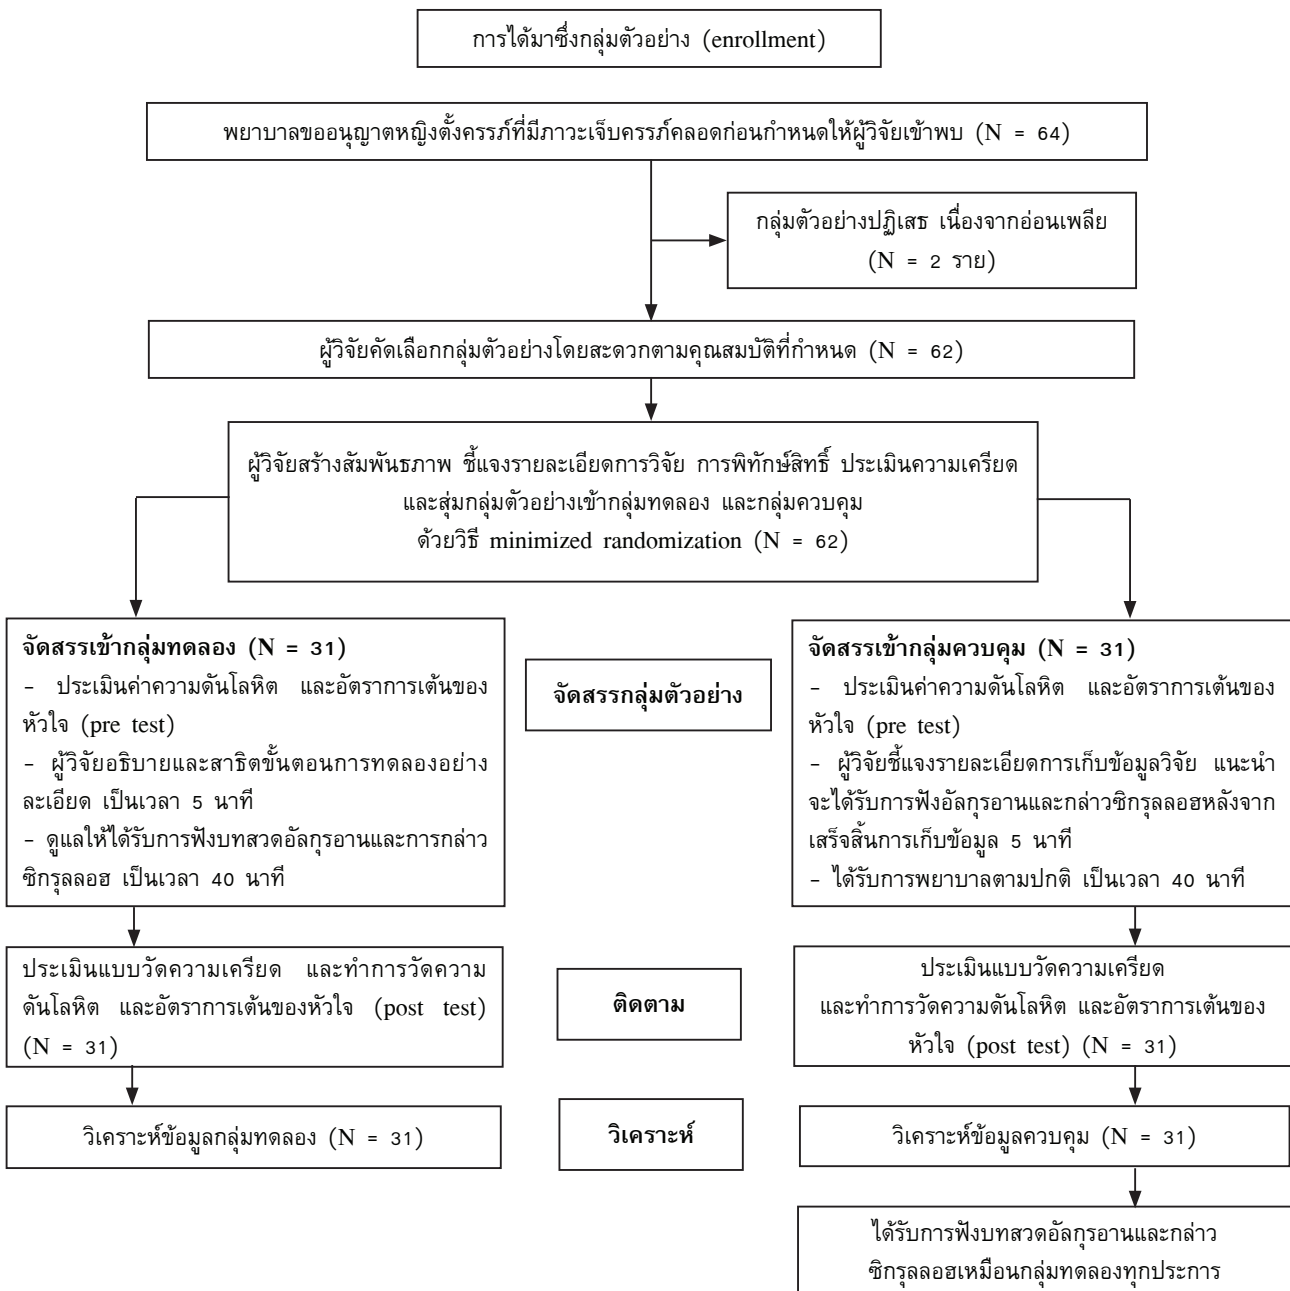 การได้มาซึ่งกลุ่มตัวอย่าง (enrollment)
พยาบาลขออนุญาตหญิงตั้งครรภ์ที่มีภาวะเจ็บครรภ์คลอดก่อนกำหนดให้ผู้วิจัยเข้าพบ (N = 64)
กลุ่มตัวอย่างปฏิเสธ เนื่องจากอ่อนเพลีย
(N = 2 ราย)
ผู้วิจัยคัดเลือกกลุ่มตัวอย่างโดยสะดวกตามคุณสมบัติที่กำหนด (N = 62)
ผู้วิจัยสร้างสัมพันธภาพ ชี้แจงรายละเอียดการวิจัย การพิทักษ์สิทธิ์ ประเมินความเครียด
และสุ่มกลุ่มตัวอย่างเข้ากลุ่มทดลอง และกลุ่มควบคุม
ด้วยวิธี minimized randomization (N = 62)
จัดสรรเข้ากลุ่มทดลอง (N = 31)
- ประเมินค่าความดันโลหิต และอัตราการเต้นของ
หัวใจ (pre test)
- ผู้วิจัยอธิบายและสาธิตขั้นตอนการทดลองอย่าง
ละเอียด เป็นเวลา 5 นาที
- ดูแลให้ได้รับการฟังบทสวดอัลกุรอานและการกล่าว
ซิกรุลลอฮ เป็นเวลา 40 นาที
จัดสรรกลุ่มตัวอย่าง
จัดสรรเข้ากลุ่มควบคุม (N = 31)
- ประเมินค่าความดันโลหิต และอัตราการเต้นของ
หัวใจ (pre test)
- ผู้วิจัยชี้แจงรายละเอียดการเก็บข้อมูลวิจัย แนะนำ
จะได้รับการฟังอัลกุรอานและกล่าวซิกรุลลอฮหลังจาก
เสร็จสิ้นการเก็บข้อมูล 5 นาที
- ได้รับการพยาบาลตามปกติ เป็นเวลา 40 นาที
ประเมินแบบวัดความเครียด และทำการวัดความ
ดันโลหิต และอัตราการเต้นของหัวใจ (post test)
(N = 31)
ติดตาม
ประเมินแบบวัดความเครียด
และทำการวัดความดันโลหิต และอัตราการเต้นของ
หัวใจ (post test) (N = 31)
วิเคราะห์ข้อมูลกลุ่มทดลอง (N = 31)
วิเคราะห์
วิเคราะห์ข้อมูลควบคุม (N = 31)
ได้รับการฟังบทสวดอัลกุรอานและกล่าว
ซิกรุลลอฮเหมือนกลุ่มทดลองทุกประการ